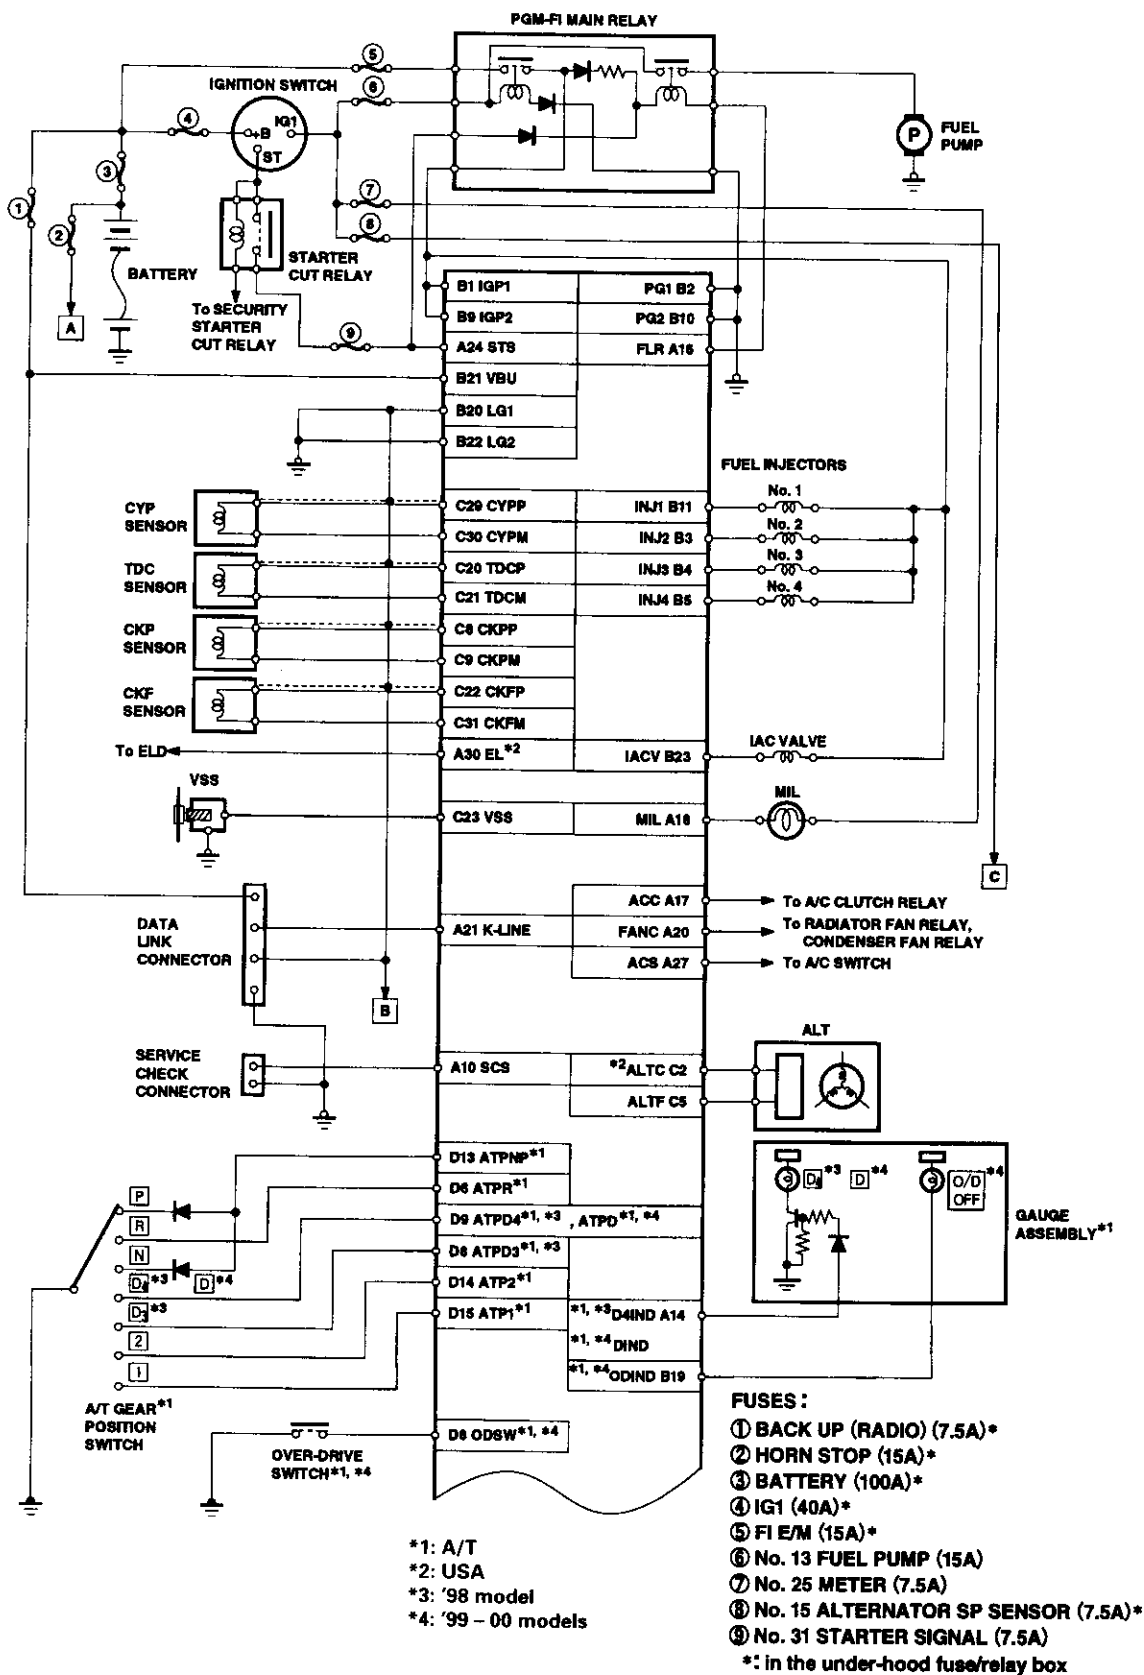 PGM-FI MAIN RELAY
5
IGNITION SWITCH
6
4
+B
IG1
ST
P
FUEL
PUMP
3
1
2
7
8
STARTER
CUT RELAY
BATTERY
A
To SECURITY
STARTER
CUT RELAY
9
B1 IGP1
PG1 B2
B9 IGP2
PG2 B10
A24 STS
FLR A16
B21 VBU
B20 LG1
B22 LG2
FUEL INJECTORS
CYP
SENSOR
C29 CYPP
INJ1 B11
No. 1
C30 CYPM
INJ2 B3
No. 2
TDC
SENSOR
C20 TDCP
INJ3 B4
No. 3
C21 TDCM
INJ4 B5
No. 4
CKP
SENSOR
C8 CKPP
C9 CKPM
CKF
SENSOR
C22 CKFP
C31 CKFM
To ELD
A30 EL*2
IACV B23
IAC VALVE
VSS
C23 VSS
MIL A18
MIL
C
ACC A17
To A/C CLUTCH RELAY
DATA
LINK
CONNECTOR
A21 K-LINE
FANC A20
To RADIATOR FAN RELAY,
CONDENSER FAN RELAY
ACS A27
To A/C SWITCH
B
ALT
SERVICE
CHECK
CONNECTOR
A10 SCS
*2ALTC C2
ALTF C5
D13 ATPNP*1
D6 ATPR*1
D9 ATPD4*1, *3 , ATPD*1, *4
D8 ATPD3*1, *3
D14 ATP2*1
D15 ATP1*1
P
R
N
D4*3
D*4
D3*3
2
1
A/T GEAR*1
POSITION
SWITCH
D4*3
D*4
O/D
OFF*4
GAUGE
ASSEMBLY*1
*1, *3D4IND A14
*1, *4DIND
*1, *4ODIND B19
OVER-DRIVE
SWITCH*1, *4
D8 ODSW*1, *4
*1: A/T
*2: USA
*3: '98 model
*4: '99 – 00 models
FUSES :
① BACK UP (RADIO) (7.5A)*
② HORN STOP (15A)*
③ BATTERY (100A)*
④ IG1 (40A)*
⑤ FI E/M (15A)*
⑥ No. 13 FUEL PUMP (15A)
⑦ No. 25 METER (7.5A)
⑧ No. 15 ALTERNATOR SP SENSOR (7.5A)*
⑨ No. 31 STARTER SIGNAL (7.5A)
*: in the under-hood fuse/relay box